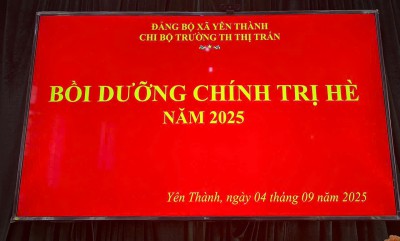 ĐẢNG BỘ XÃ YÊN THÀNH
CHI BỘ TRƯỜNG TH THỊ TRẤN
BỒI DƯỠNG CHÍNH TRỊ HÈ
NĂM 2025
Yên Thành, ngày 04 tháng 09 năm 2025